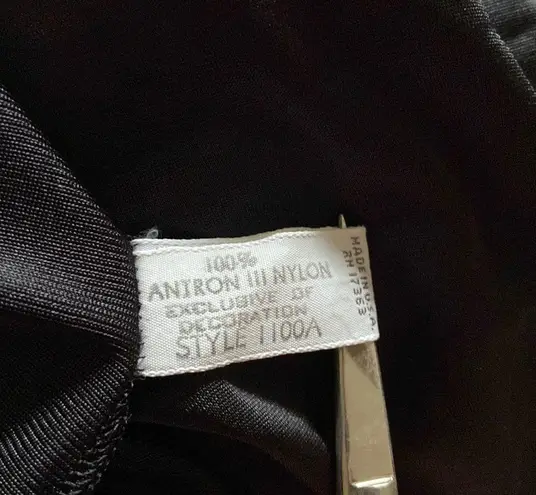 100%
ANTRON III NYLON
EXCLUSIVE OF
DECORATION
STYLE 1100A
MADE IN U.S.A.
RN 17363